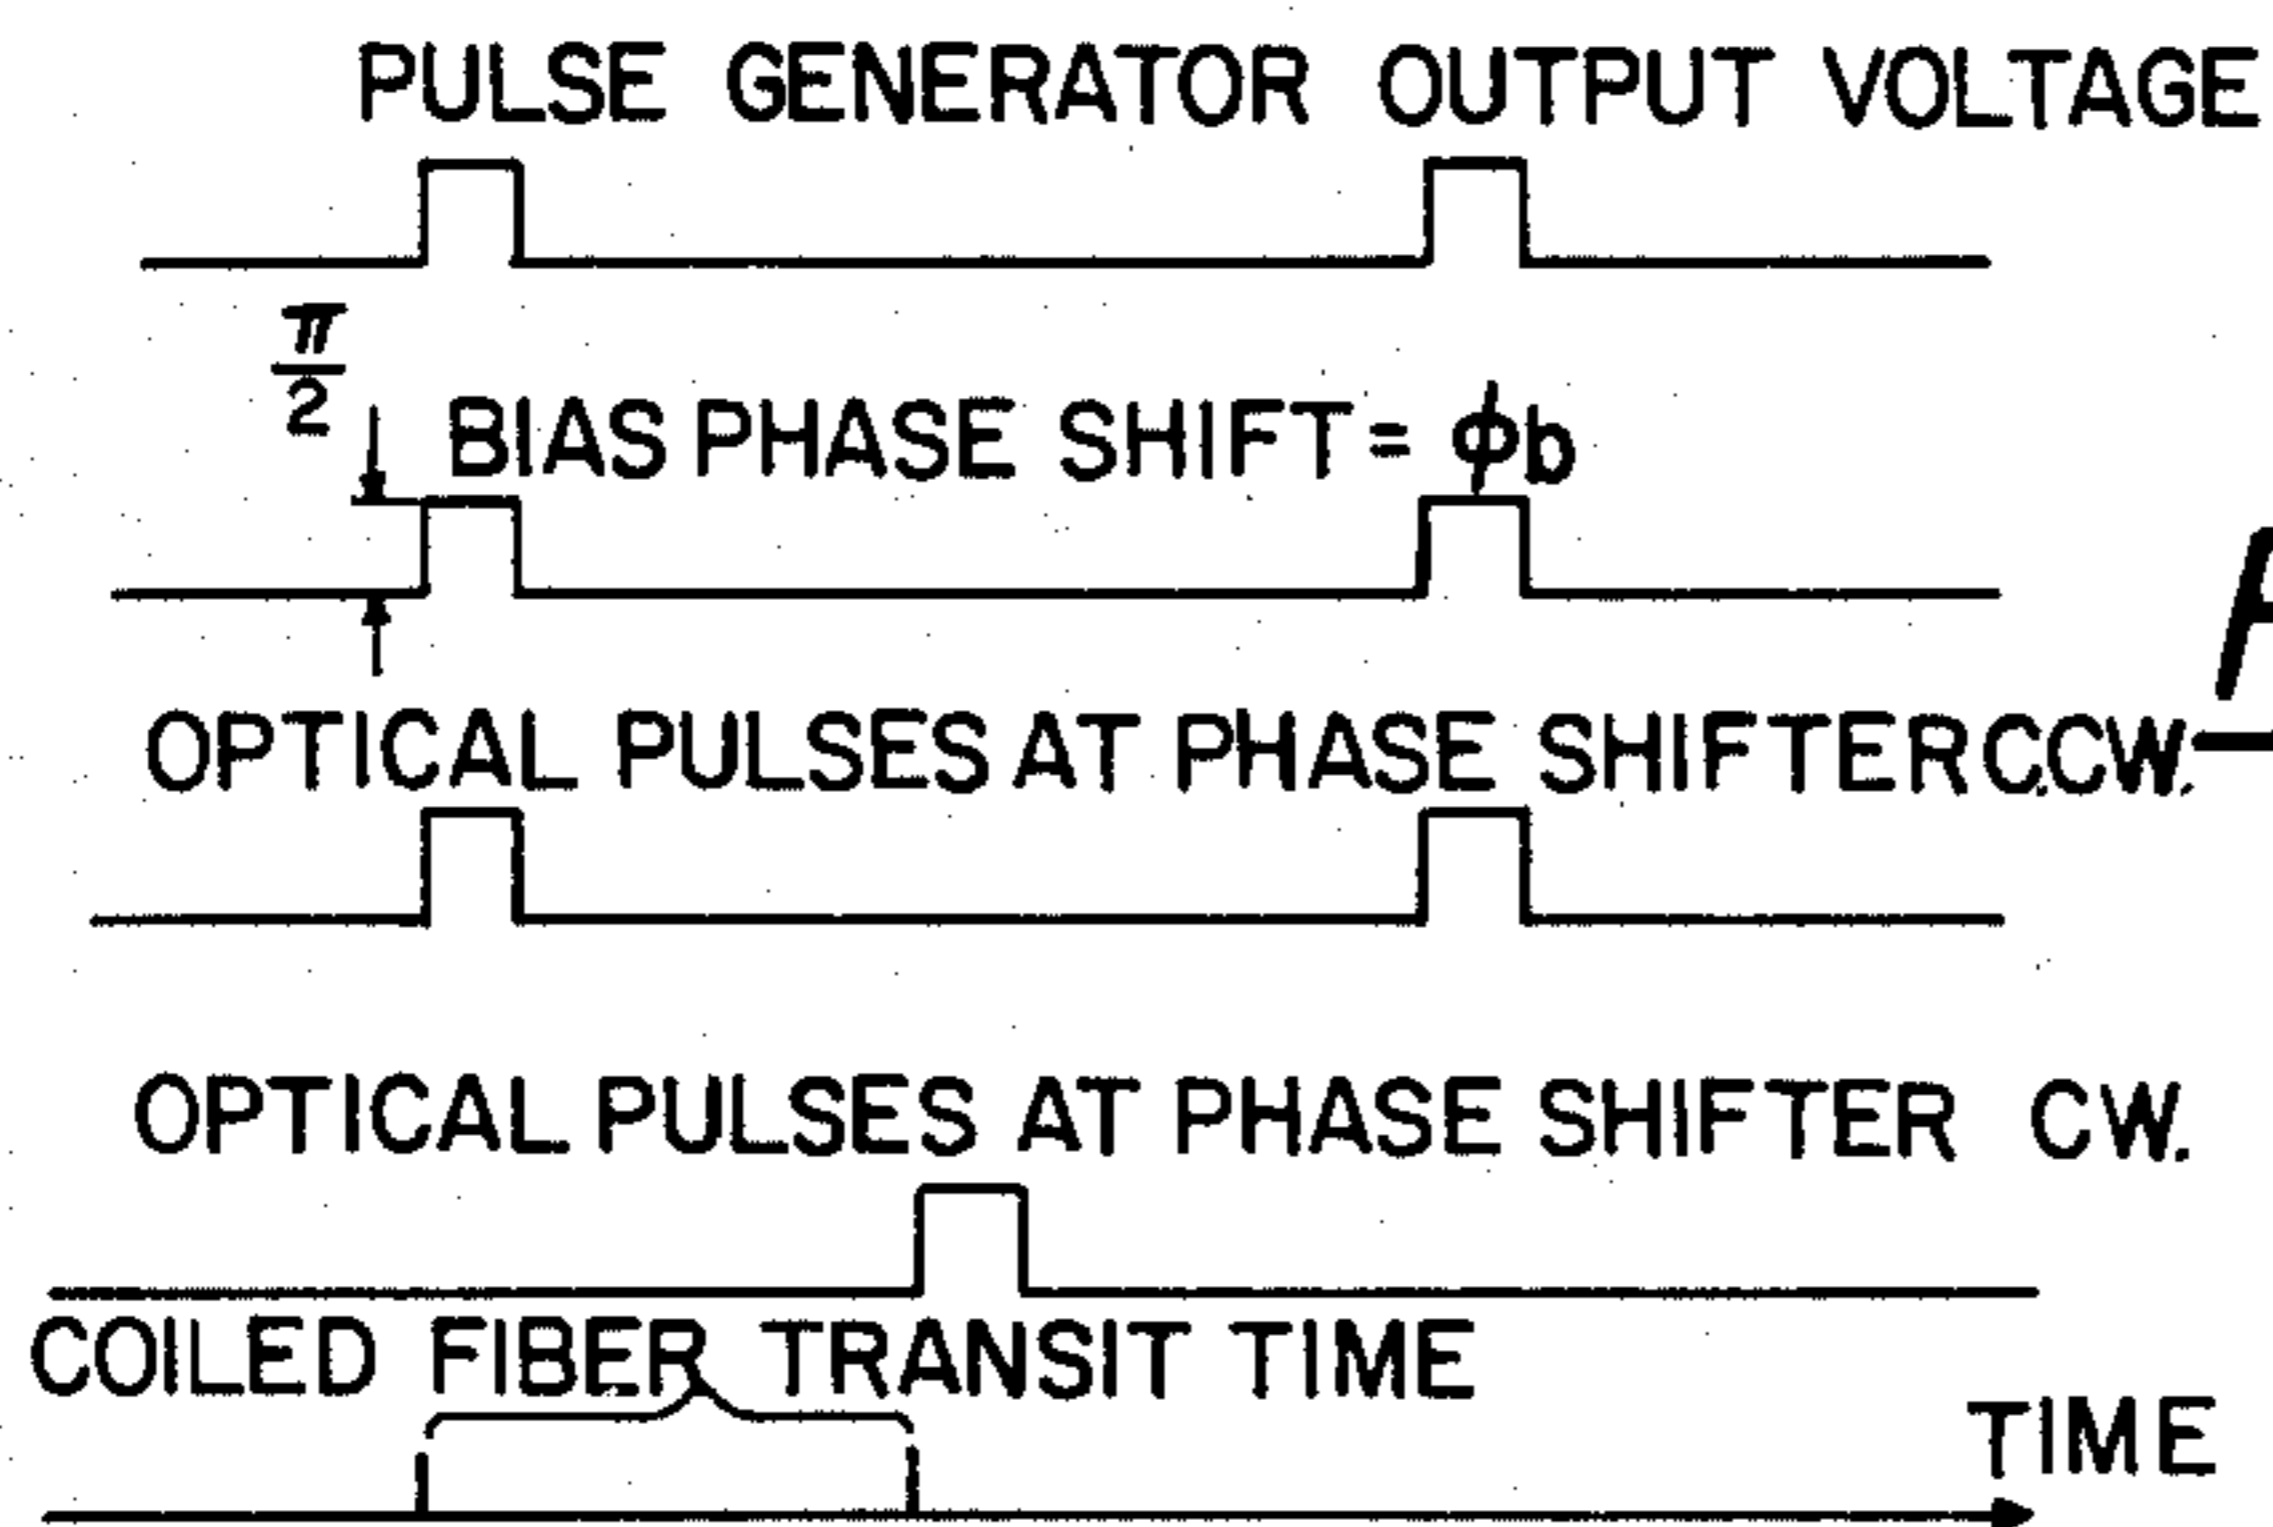 PULSE GENERATOR OUTPUT VOLTAGE
π/2
BIAS PHASE SHIFT = ϕb
OPTICAL PULSES AT PHASE SHIFTER C.C.W.
OPTICAL PULSES AT PHASE SHIFTER CW.
COILED FIBER TRANSIT TIME
TIME